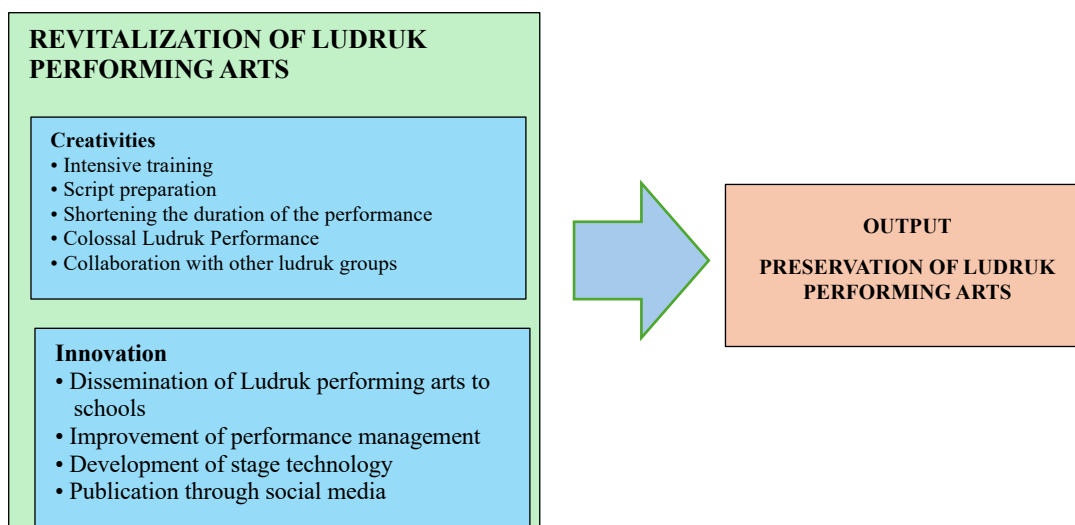 REVITALIZATION OF LUDRUK
PERFORMING ARTS
Creativities
• Intensive training
• Script preparation
• Shortening the duration of the performance
• Colossal Ludruk Performance
• Collaboration with other ludruk groups
Innovation
• Dissemination of Ludruk performing arts to
schools
• Improvement of performance management
• Development of stage technology
• Publication through social media
OUTPUT
PRESERVATION OF LUDRUK
PERFORMING ARTS